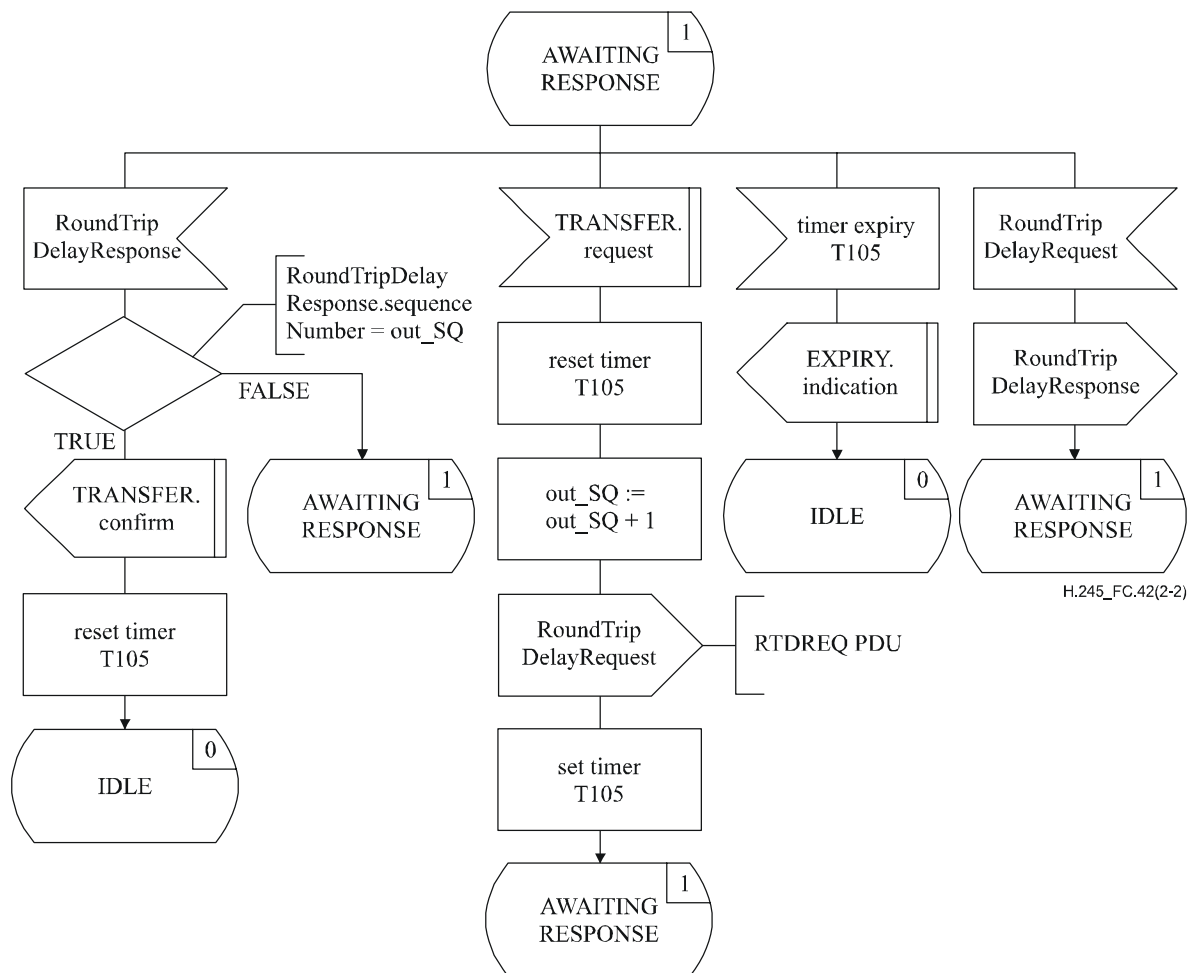 1
AWAITING
RESPONSE
RoundTrip
DelayResponse
TRANSFER.
request
timer expiry
T105
RoundTrip
DelayRequest
RoundTripDelay
Response.sequence
Number = out_SQ
FALSE
TRUE
reset timer
T105
EXPIRY.
indication
RoundTrip
DelayResponse
TRANSFER.
confirm
1
AWAITING
RESPONSE
out_SQ :=
out_SQ + 1
0
IDLE
1
AWAITING
RESPONSE
H.245_FC.42(2-2)
reset timer
T105
RoundTrip
DelayRequest
RTDREQ PDU
0
IDLE
set timer
T105
1
AWAITING
RESPONSE